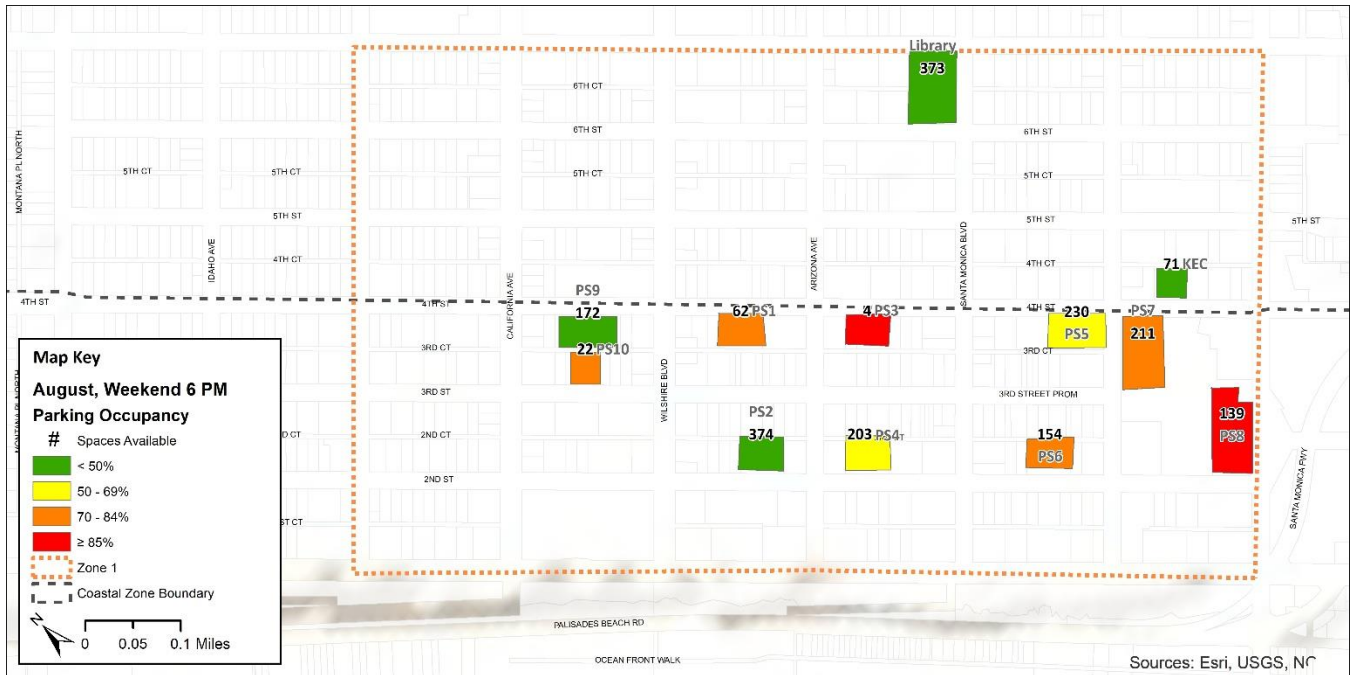 Library
373
6TH CT
6TH ST
6TH ST
MONTANA PL NORTH
5TH CT
5TH CT
5TH CT
5TH CT
5TH ST
5TH ST
5TH ST
IDAHO AVE
CALIFORNIA AVE
WILSHIRE BLVD
ARIZONA AVE
SANTA MONICA BLVD
4TH CT
4TH CT
71 KEC
4TH ST
4TH ST
4TH ST
PS9
172
62 PS1
4 PS3
230
PS5
PS7
211
3RD CT
22 PS10
3RD CT
3RD ST
3RD STREET PROM
139
PS8
PS2
374
203 PS4
154
PS6
2ND CT
2ND ST
SANTA MONICA FWY
Map Key
August, Weekend 6 PM
Parking Occupancy
# Spaces Available
< 50%
50 - 69%
70 - 84%
≥ 85%
Zone 1
Coastal Zone Boundary
N
0 0.05 0.1 Miles
PALISADES BEACH RD
OCEAN FRONT WALK
Sources: Esri, USGS,